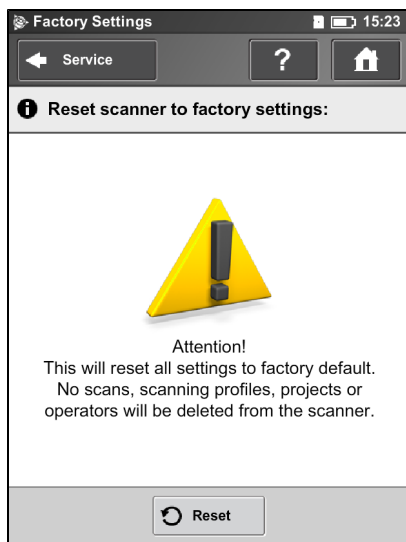 Factory Settings 15:23
Service ?
Reset scanner to factory settings:
Attention!
This will reset all settings to factory default.
No scans, scanning profiles, projects or
operators will be deleted from the scanner.
Reset